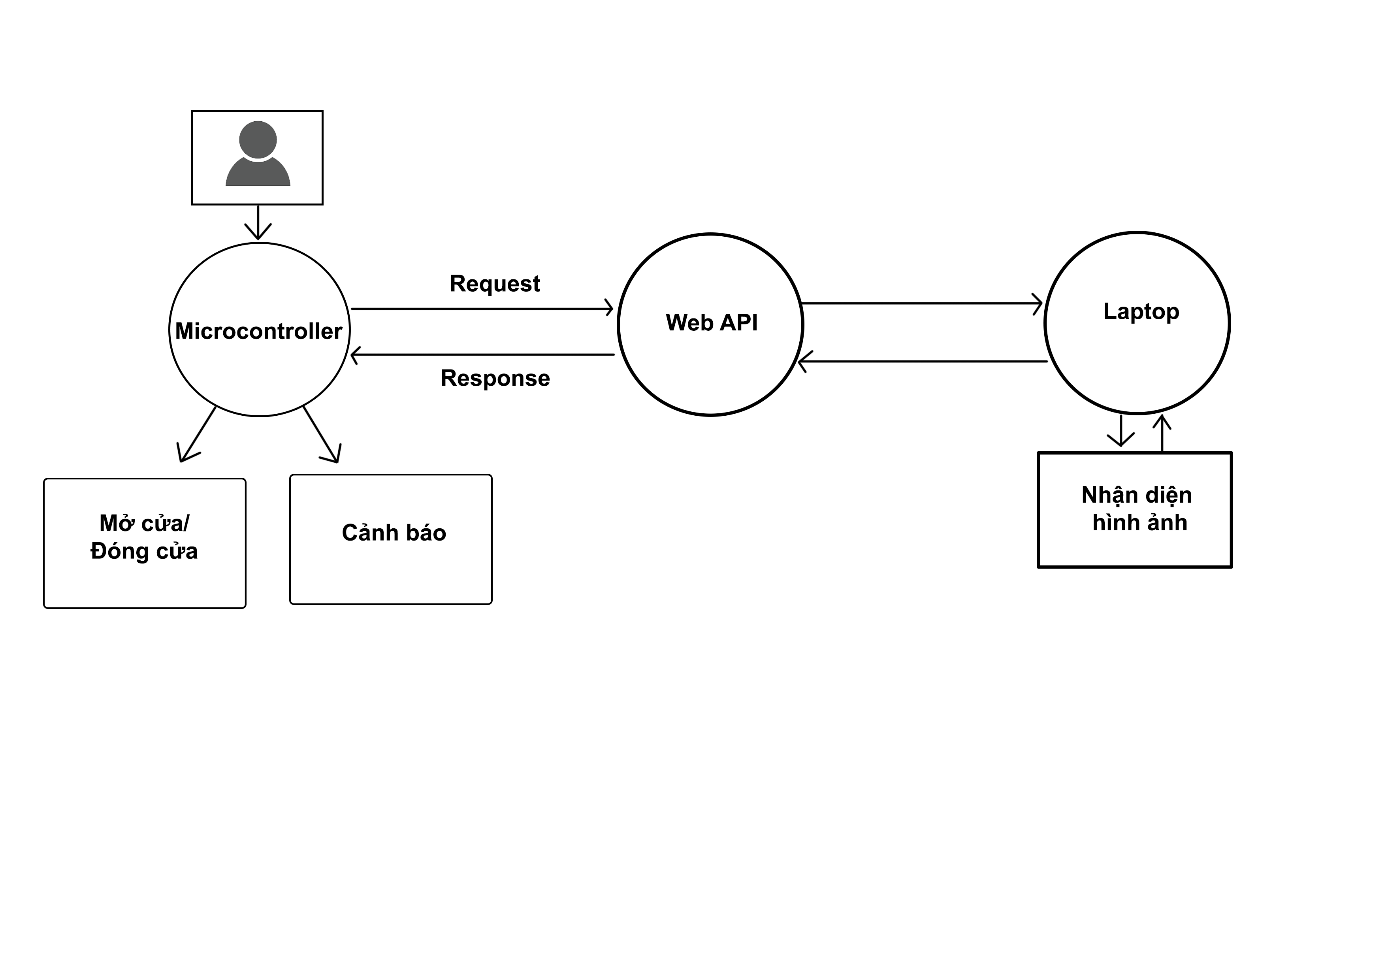 Request
Microcontroller
Response
Web API
Laptop
Mở cửa/
Đóng cửa
Cảnh báo
Nhận diện
hình ảnh